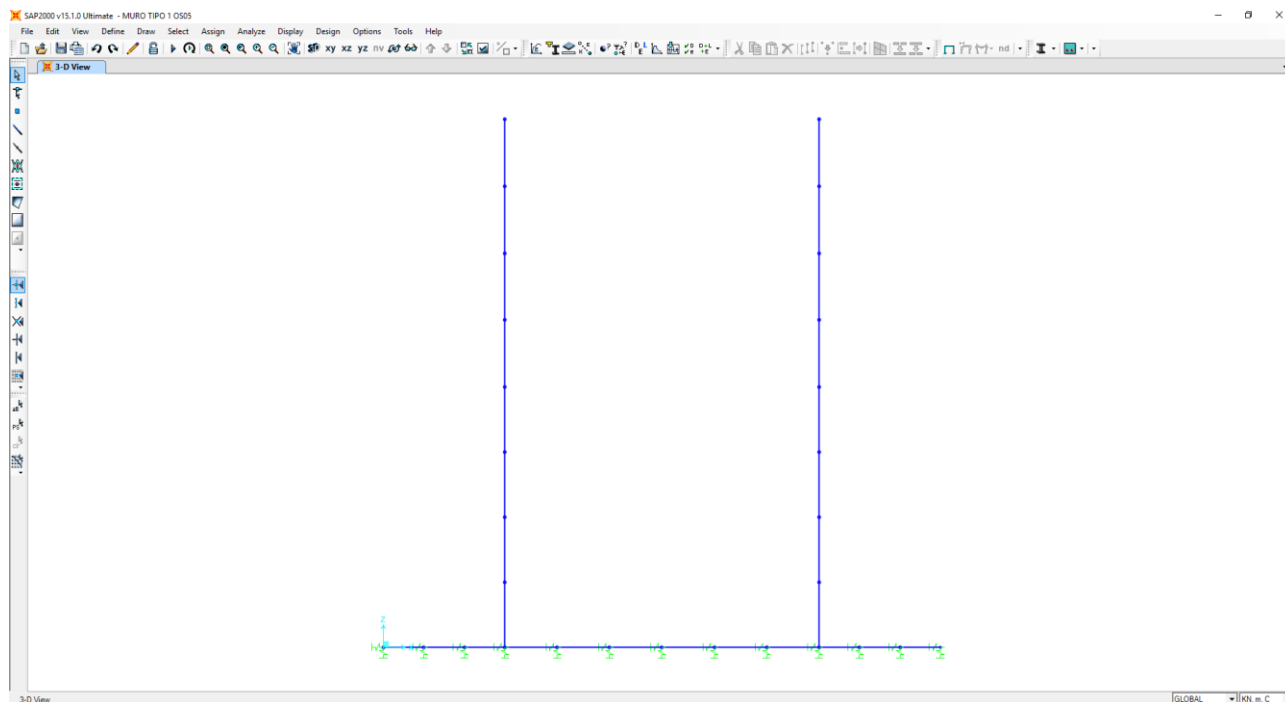 SAP2000 v15.1.0 Ultimate - MURO TIPO 1 OS05
File Edit View Define Draw Select Assign Analyze Display Design Options Tools Help
xy xz yz nv nd
3-D View
Z
3-D View
GLOBAL KN, m, C